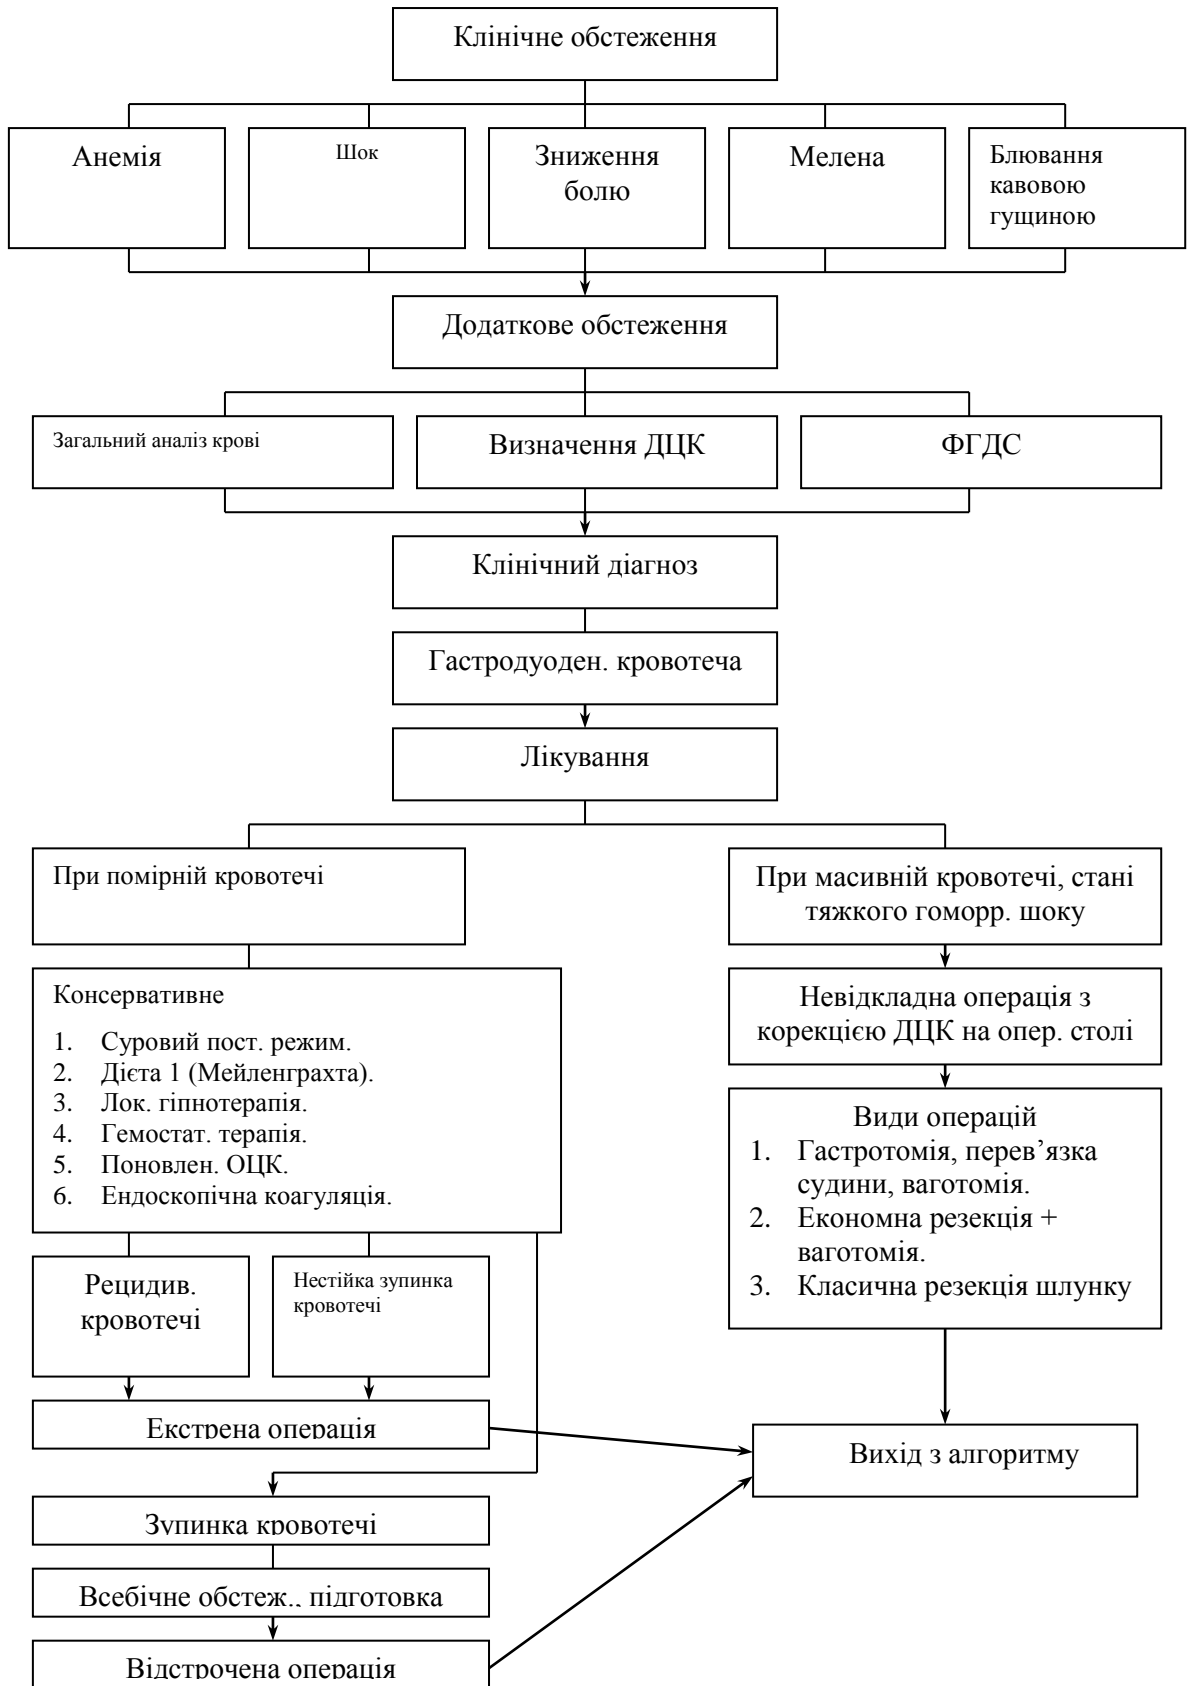 Клінічне обстеження
Анемія
Шок
Зниження
болю
Мелена
Блювання
кавовою
гущиною
Додаткове обстеження
Загальний аналіз крові
Визначення ДЦК
ФГДС
Клінічний діагноз
Гастродуоден. кровотеча
Лікування
При помірній кровотечі
При масивній кровотечі, стані
тяжкого гоморр. шоку
Консервативне
1. Суровий пост. режим.
2. Дієта 1 (Мейленграхта).
3. Лок. гіпнотерапія.
4. Гемостат. терапія.
5. Поновлен. ОЦК.
6. Ендоскопічна коагуляція.
Невідкладна операція з
корекцією ДЦК на опер. столі
Види операцій
1. Гастротомія, перев’язка
судини, ваготомія.
2. Економна резекція +
ваготомія.
3. Класична резекція шлунку
Рецидив.
кровотечі
Нестійка зупинка
кровотечі
Екстрена операція
Вихід з алгоритму
Зупинка кровотечі
Всебічне обстеж., підготовка
Відстрочена операція